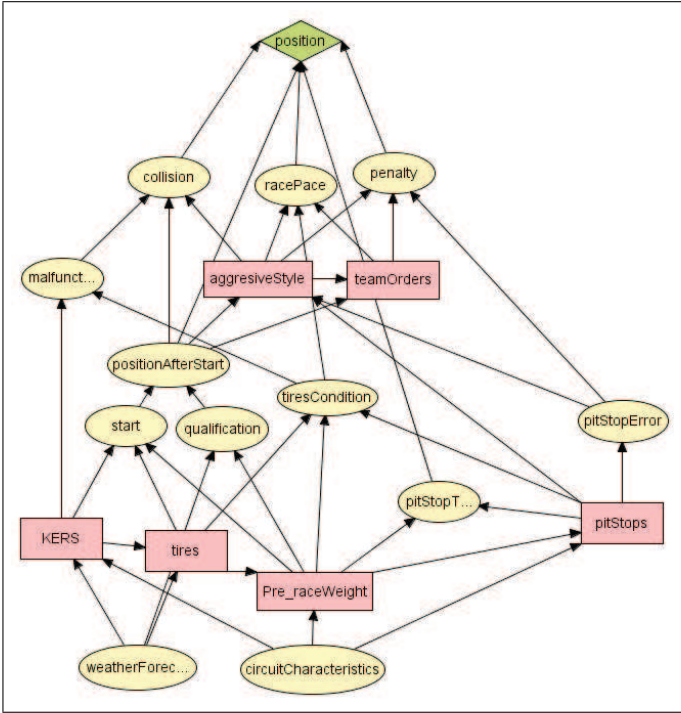 position
collision
racePace
penalty
malfunct...
aggresiveStyle
teamOrders
positionAfterStart
tiresCondition
start
qualification
pitStopError
pitStopT...
KERS
tires
pitStops
Pre_raceWeight
weatherForec...
circuitCharacteristics